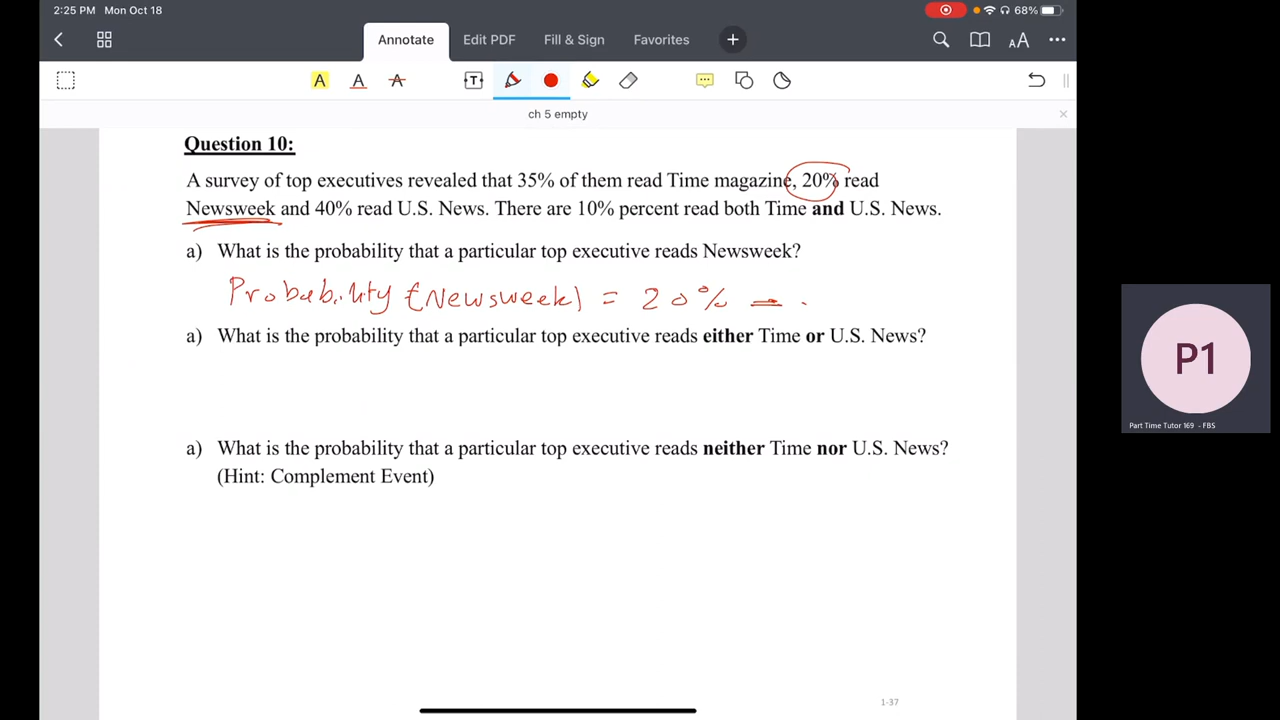 2:25 PM Mon Oct 18
68%
Annotate Edit PDF Fill & Sign Favorites
AA
A A A T
ch 5 empty
Question 10:
A survey of top executives revealed that 35% of them read Time magazine, 20% read
Newsweek and 40% read U.S. News. There are 10% percent read both Time and U.S. News.
a) What is the probability that a particular top executive reads Newsweek?
Probability (Newsweek) = 20%
a) What is the probability that a particular top executive reads either Time or U.S. News?
a) What is the probability that a particular top executive reads neither Time nor U.S. News?
(Hint: Complement Event)
1-37
P1
Part Time Tutor 169 - FBS